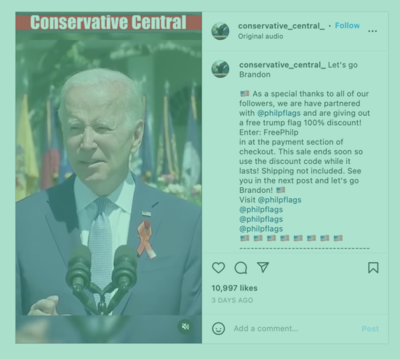 Conservative Central
conservative_central_ • Follow
Original audio
...
conservative_central_ Let's go
Brandon
🇺🇸 As a special thanks to all of our
followers, we are have partnered
with @philpflags and are giving out
a free trump flag 100% discount!
Enter: FreePhilp
in at the payment section of
checkout. This sale ends soon so
use the discount code while it
lasts! Shipping not included. See
you in the next post and let's go
Brandon! 🇺🇸
Visit @philpflags
@philpflags
@philpflags
@philpflags
🇺🇸 🇺🇸 🇺🇸 🇺🇸 🇺🇸 🇺🇸 🇺🇸 🇺🇸
----------------------------------------
10,997 likes
3 DAYS AGO
Add a comment...
Post